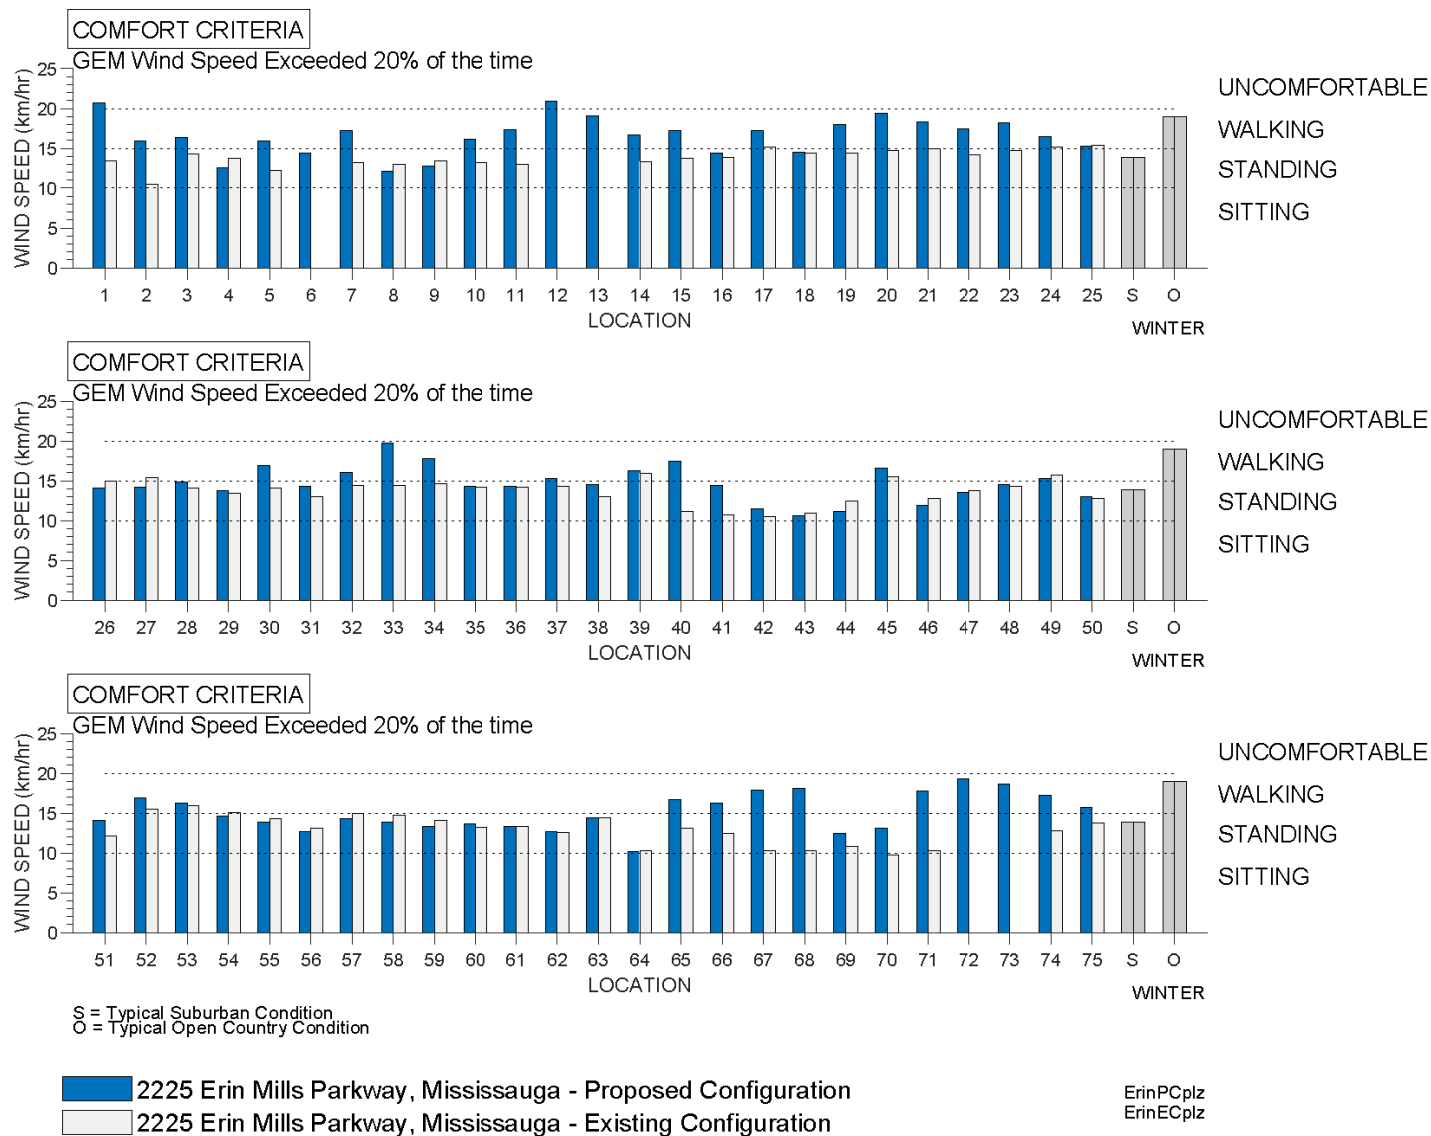 COMFORT CRITERIA
GEM Wind Speed Exceeded 20% of the time
WIND SPEED (km/hr)
25
20
15
10
5
0
1 2 3 4 5 6 7 8 9 10 11 12 13 14 15 16 17 18 19 20 21 22 23 24 25 S O
LOCATION
WINTER
UNCOMFORTABLE
WALKING
STANDING
SITTING
COMFORT CRITERIA
GEM Wind Speed Exceeded 20% of the time
WIND SPEED (km/hr)
25
20
15
10
5
0
26 27 28 29 30 31 32 33 34 35 36 37 38 39 40 41 42 43 44 45 46 47 48 49 50 S O
LOCATION
WINTER
UNCOMFORTABLE
WALKING
STANDING
SITTING
COMFORT CRITERIA
GEM Wind Speed Exceeded 20% of the time
WIND SPEED (km/hr)
25
20
15
10
5
0
51 52 53 54 55 56 57 58 59 60 61 62 63 64 65 66 67 68 69 70 71 72 73 74 75 S O
LOCATION
WINTER
UNCOMFORTABLE
WALKING
STANDING
SITTING
S = Typical Suburban Condition
O = Typical Open Country Condition
2225 Erin Mills Parkway, Mississauga - Proposed Configuration
2225 Erin Mills Parkway, Mississauga - Existing Configuration
ErinPCplz
ErinECplz